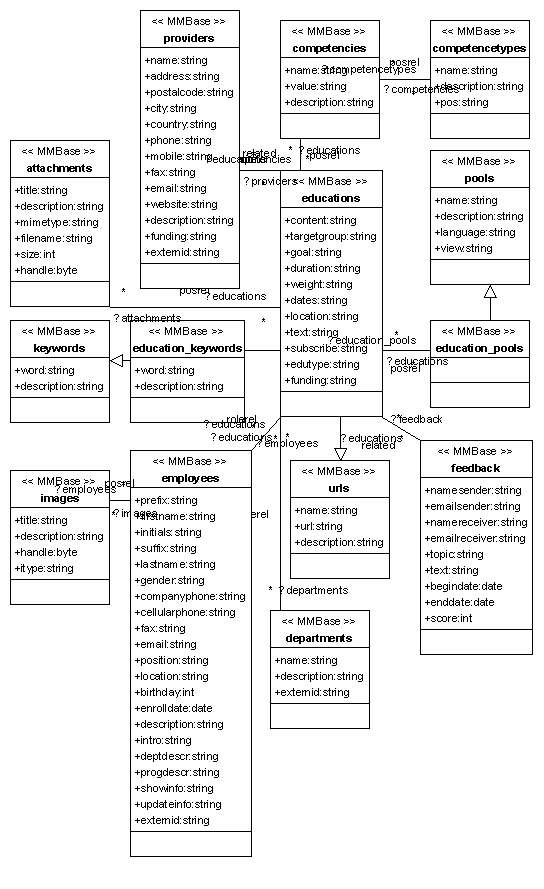 << MMBase >>
providers
+name:string
+address:string
+postalcode:string
+city:string
+country:string
+phone:string
+mobile:string
+fax:string
+email:string
+website:string
+description:string
+funding:string
+externid:string
<< MMBase >>
competencies
+name:string
+value:string
+description:string
<< MMBase >>
competencetypes
+name:string
+description:string
+pos:string
posrel
?competencetypes
?competencies
?educations
posrel
related
?providers
<< MMBase >>
attachments
+title:string
+description:string
+mimetype:string
+filename:string
+size:int
+handle:byte
<< MMBase >>
educations
+content:string
+targetgroup:string
+goal:string
+duration:string
+weight:string
+dates:string
+location:string
+text:string
+subscribe:string
+edutype:string
+funding:string
<< MMBase >>
pools
+name:string
+description:string
+language:string
+view:string
posrel
*
?educations
?attachments
*
<< MMBase >>
keywords
+word:string
+description:string
<< MMBase >>
education_keywords
+word:string
+description:string
?education_pools
*
?educations
posrel
<< MMBase >>
education_pools
rolerel
?educations
?educations*
?employees
*
?educations*
related
?*feedback
<< MMBase >>
images
+title:string
+description:string
+handle:byte
+itype:string
posrel
?employees
*?images
<< MMBase >>
employees
+prefix:string
+firstname:string
+initials:string
+suffix:string
+lastname:string
+gender:string
+companyphone:string
+cellularphone:string
+fax:string
+email:string
+position:string
+location:string
+birthday:int
+enrolldate:date
+description:string
+intro:string
+deptdescr:string
+progdescr:string
+showinfo:string
+updateinfo:string
+externid:string
<< MMBase >>
urls
+name:string
+url:string
+description:string
<< MMBase >>
feedback
+namesender:string
+emailsender:string
+namereceiver:string
+emailreceiver:string
+topic:string
+text:string
+begindate:date
+enddate:date
+score:int
* ?departments
<< MMBase >>
departments
+name:string
+description:string
+externid:string